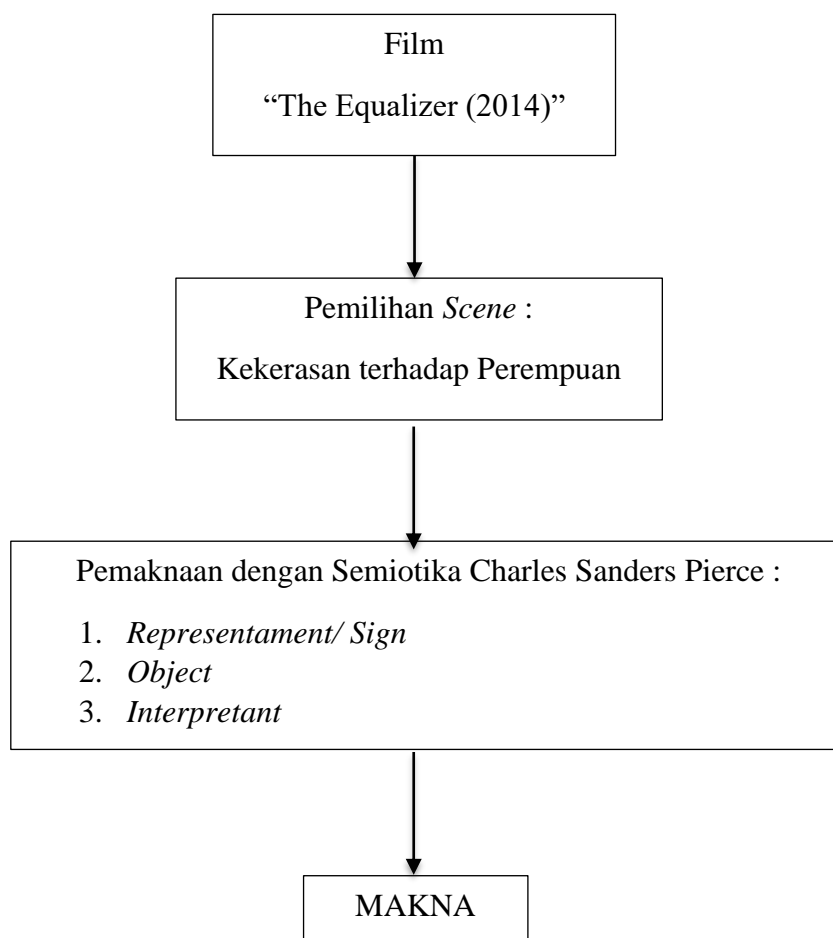 Film
“The Equalizer (2014)”
Pemilihan Scene :
Kekerasan terhadap Perempuan
Pemaknaan dengan Semiotika Charles Sanders Pierce :
1. Representament/ Sign
2. Object
3. Interpretant
MAKNA